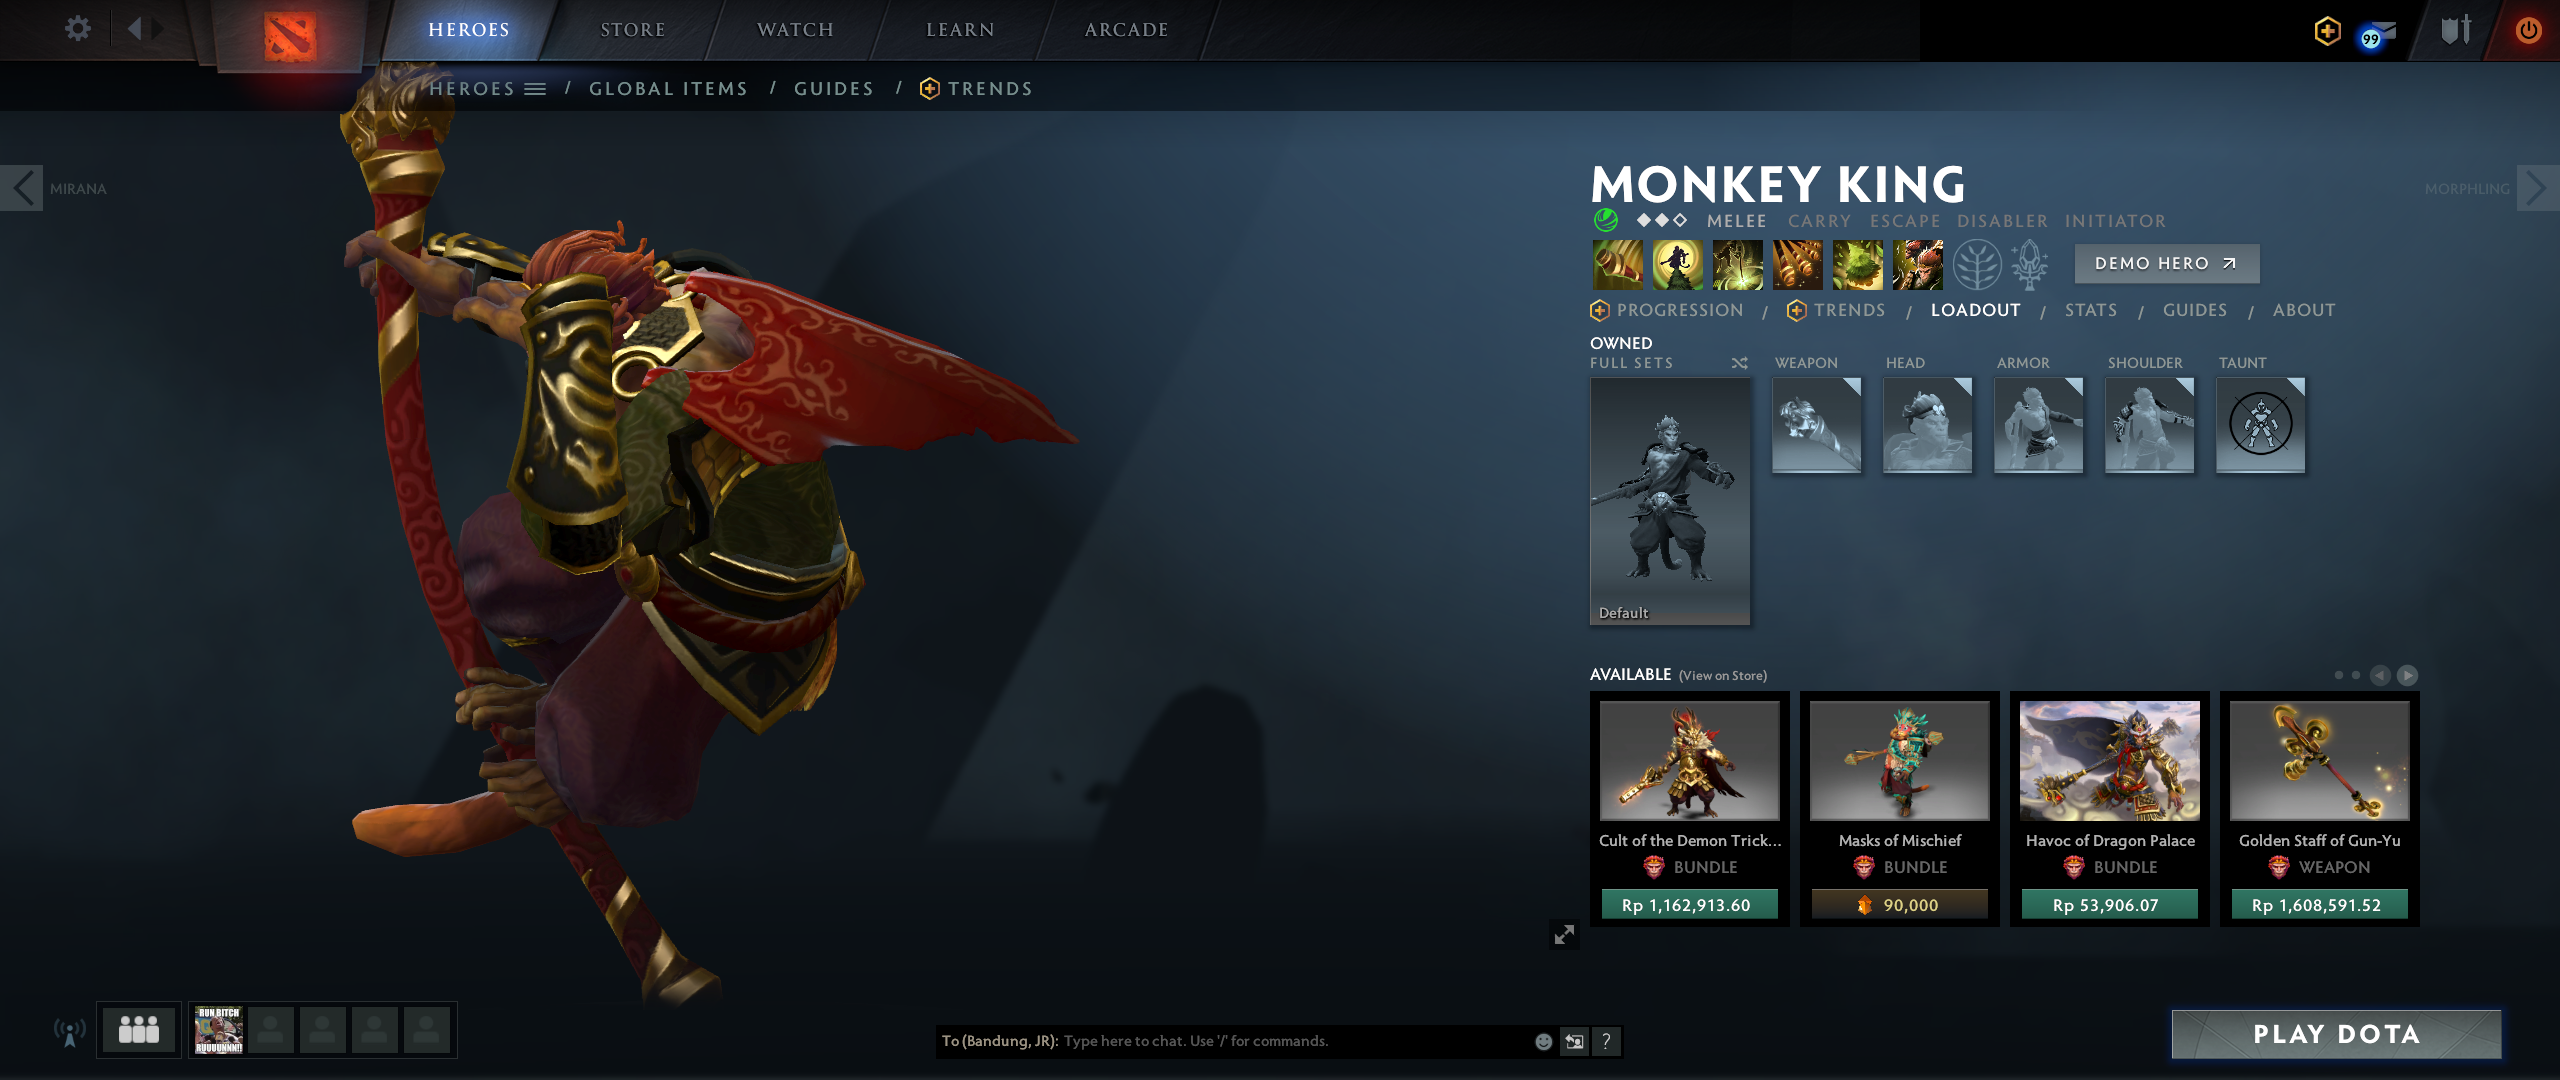 HEROES STORE WATCH LEARN ARCADE
99
HEROES / GLOBAL ITEMS / GUIDES / TRENDS
MIRANA
MORPHLING
MONKEY KING
MELEE CARRY ESCAPE DISABLER INITIATOR
DEMO HERO
PROGRESSION / TRENDS / LOADOUT / STATS / GUIDES / ABOUT
OWNED
FULL SETS WEAPON HEAD ARMOR SHOULDER TAUNT
Default
AVAILABLE (View on Store)
Cult of the Demon Trick... Masks of Mischief Havoc of Dragon Palace Golden Staff of Gun-Yu
BUNDLE BUNDLE BUNDLE WEAPON
Rp 1,162,913.60 90,000 Rp 53,906.07 Rp 1,608,591.52
RUN BITCH
RUUUUNNN!!
To (Bandung, JR): Type here to chat. Use '/' for commands.
?
PLAY DOTA